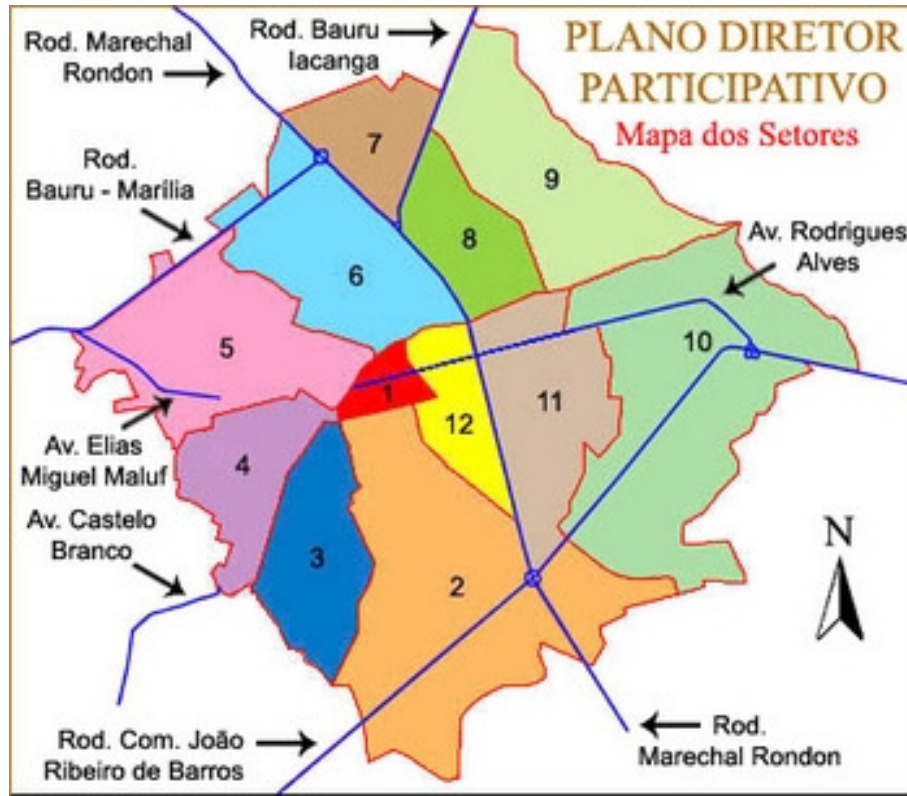 PLANO DIRETOR
PARTICIPATIVO
Mapa dos Setores
Rod. Marechal
Rondon
Rod. Bauru
Iacanga
Rod.
Bauru - Marília
Av. Rodrigues
Alves
7
9
8
6
5
10
1
11
12
4
3
2
Av. Elias
Miguel Maluf
Av. Castelo
Branco
N
Rod. Com. João
Ribeiro de Barros
Rod.
Marechal Rondon